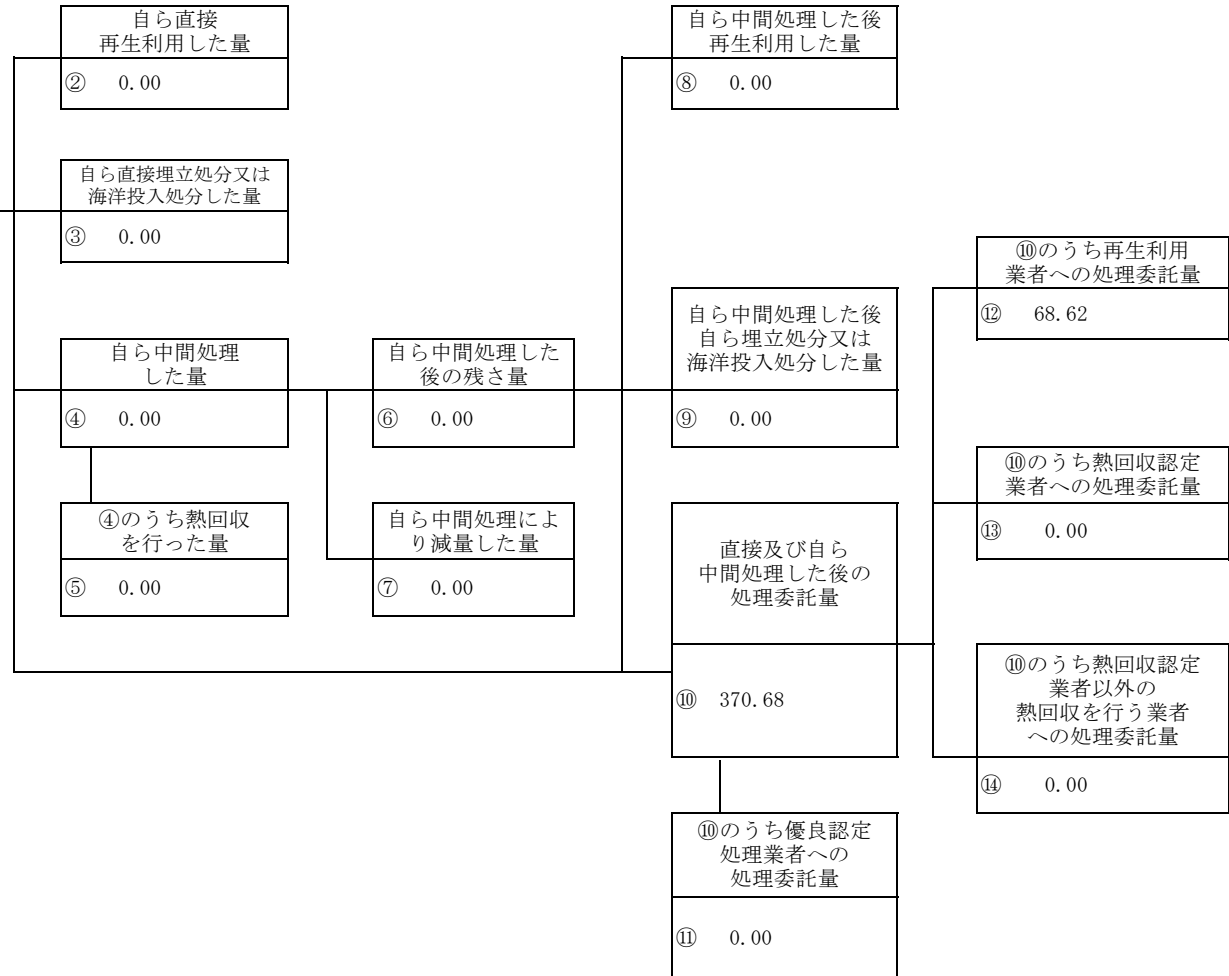 自ら直接
再生利用した量
② 0.00
自ら直接埋立処分又は
海洋投入処分した量
③ 0.00
自ら中間処理
した量
④ 0.00
④のうち熱回収
を行った量
⑤ 0.00
自ら中間処理した
後の残さ量
⑥ 0.00
自ら中間処理によ
り減量した量
⑦ 0.00
自ら中間処理した後
再生利用した量
⑧ 0.00
自ら中間処理した後
自ら埋立処分又は
海洋投入処分した量
⑨ 0.00
直接及び自ら
中間処理した後の
処理委託量
⑩ 370.68
⑩のうち優良認定
処理業者への
処理委託量
⑪ 0.00
⑩のうち再生利用
業者への処理委託量
⑫ 68.62
⑩のうち熱回収認定
業者への処理委託量
⑬ 0.00
⑩のうち熱回収認定
業者以外の
熱回収を行う業者
への処理委託量
⑭ 0.00